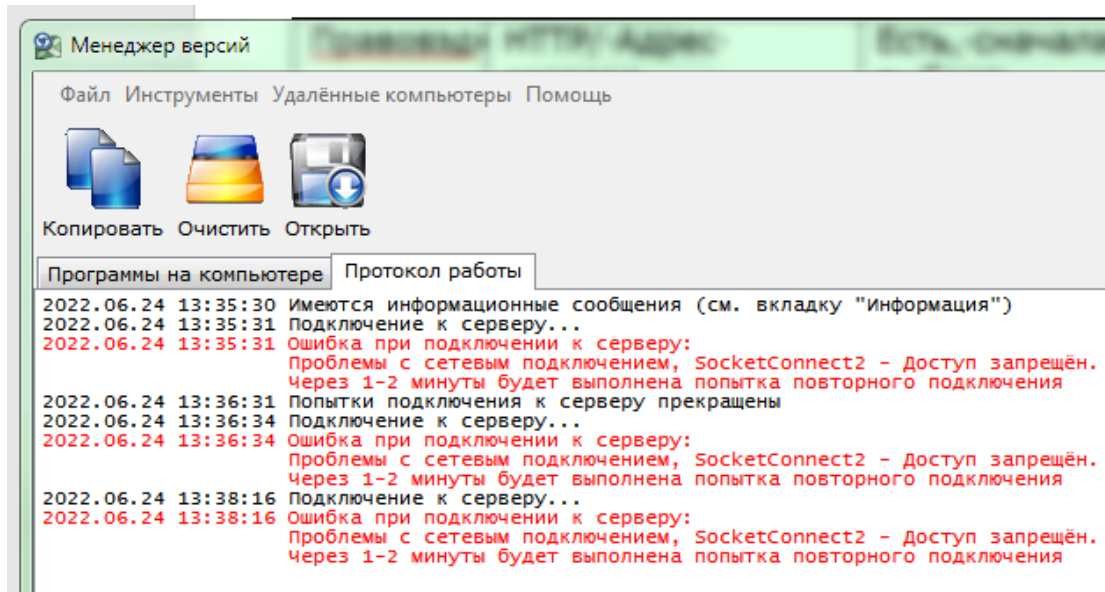 Менеджер версий
Файл Инструменты Удалённые компьютеры Помощь
Копировать Очистить Открыть
Программы на компьютере Протокол работы
2022.06.24 13:35:30 Имеются информационные сообщения (см. вкладку "Информация")
2022.06.24 13:35:31 Подключение к серверу...
2022.06.24 13:35:31 Ошибка при подключении к серверу:
Проблемы с сетевым подключением, SocketConnect2 - Доступ запрещён.
Через 1-2 минуты будет выполнена попытка повторного подключения
2022.06.24 13:36:31 Попытки подключения к серверу прекращены
2022.06.24 13:36:34 Подключение к серверу...
2022.06.24 13:36:34 Ошибка при подключении к серверу:
Проблемы с сетевым подключением, SocketConnect2 - Доступ запрещён.
Через 1-2 минуты будет выполнена попытка повторного подключения
2022.06.24 13:38:16 Подключение к серверу...
2022.06.24 13:38:16 Ошибка при подключении к серверу:
Проблемы с сетевым подключением, SocketConnect2 - Доступ запрещён.
Через 1-2 минуты будет выполнена попытка повторного подключения